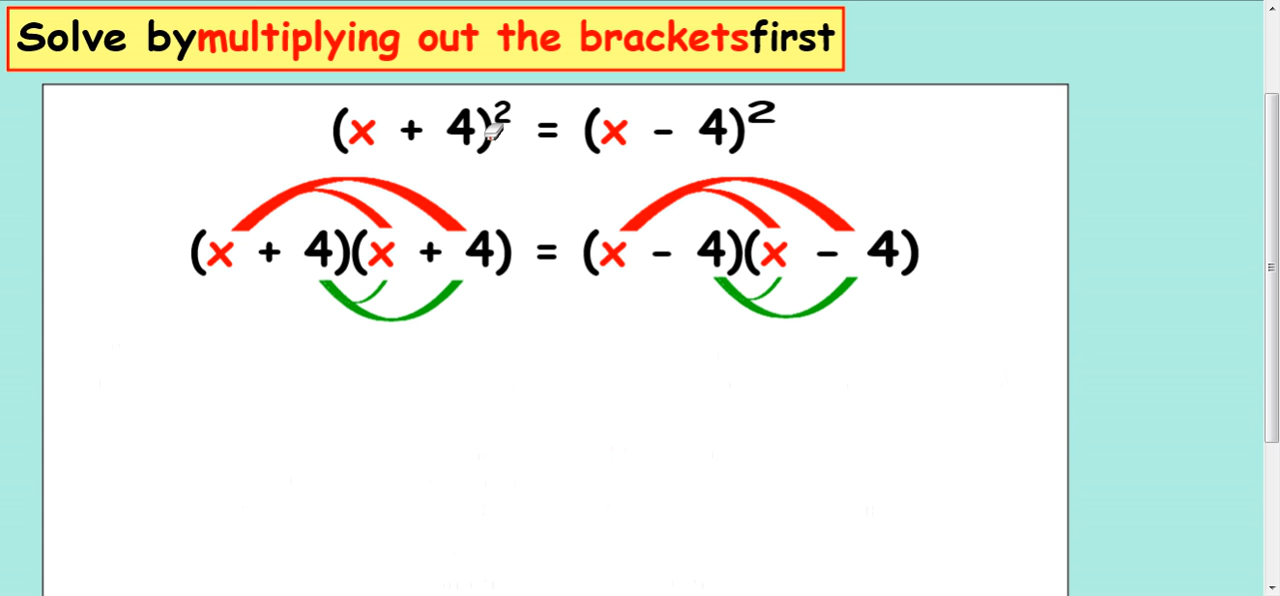 Solve bymultiplying out the bracketsfirst
(x + 4)² = (x - 4)²
(x + 4)(x + 4) = (x - 4)(x - 4)